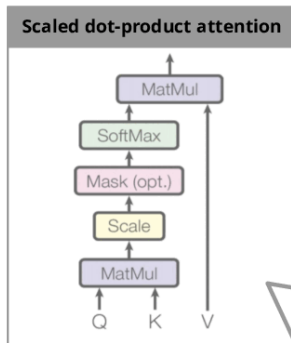 Scaled dot-product attention
MatMul
SoftMax
Mask (opt.)
Scale
MatMul
Q K V